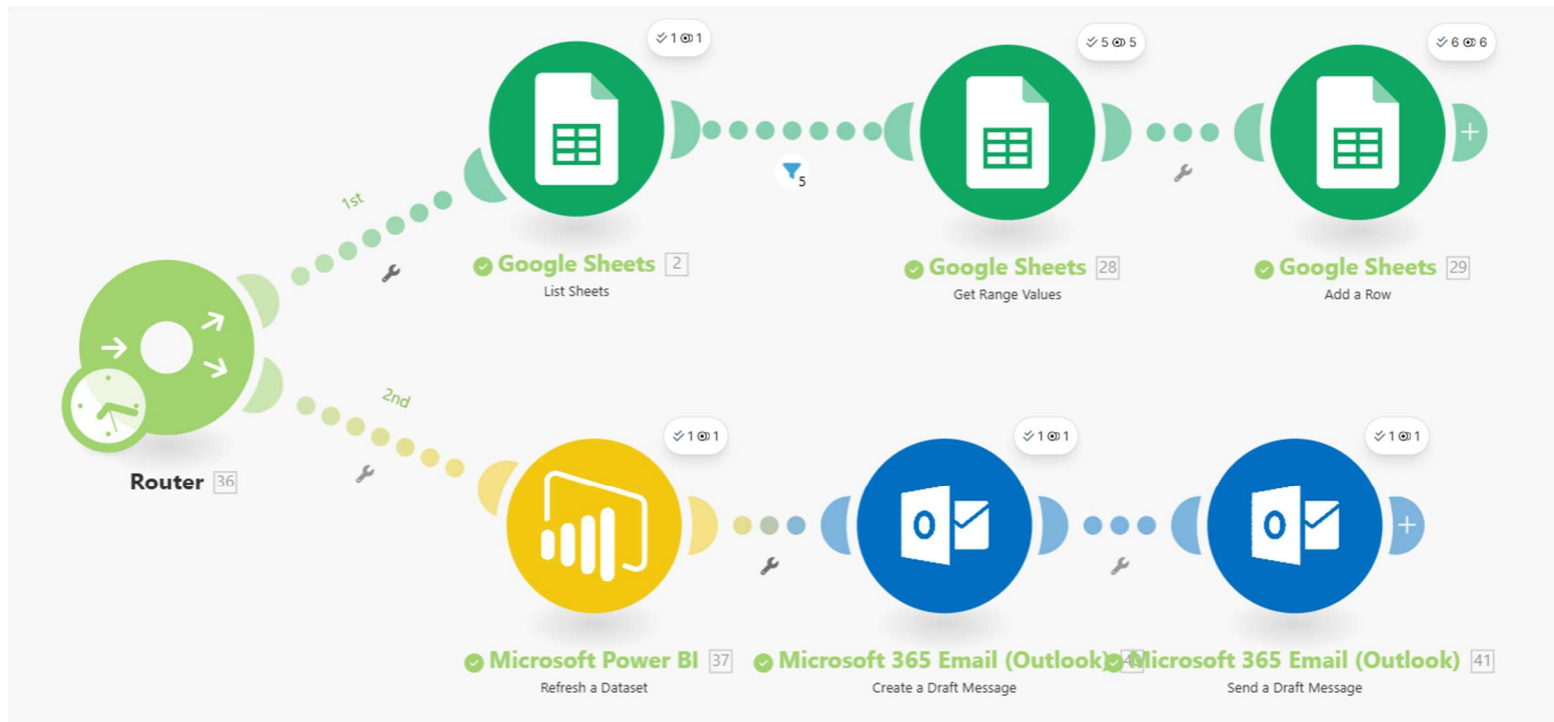 1 1
5 5
6 6
1st
5
Google Sheets 2
List Sheets
Google Sheets 28
Get Range Values
Google Sheets 29
Add a Row
2nd
Router 36
1 1
1 1
1 1
Microsoft Power BI 37
Refresh a Dataset
Microsoft 365 Email (Outlook)
Create a Draft Message
Microsoft 365 Email (Outlook) 41
Send a Draft Message